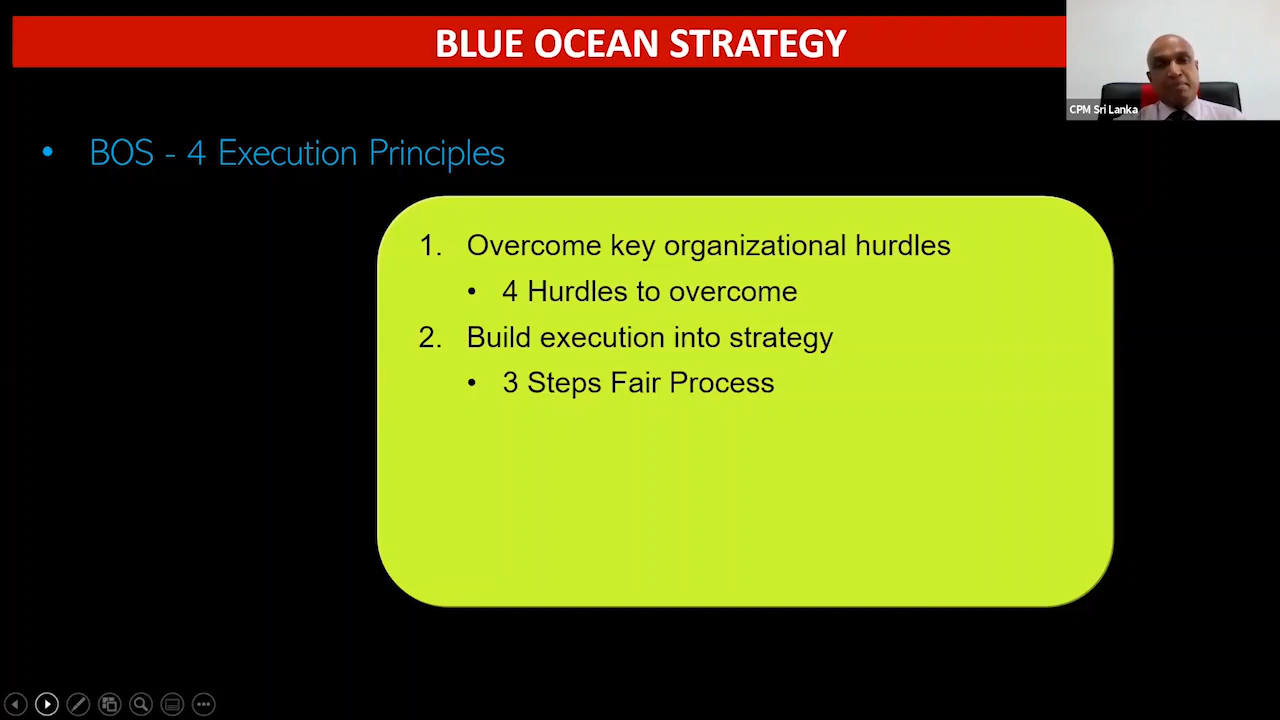 BLUE OCEAN STRATEGY
CPM Sri Lanka
• BOS - 4 Execution Principles
1. Overcome key organizational hurdles
• 4 Hurdles to overcome
2. Build execution into strategy
• 3 Steps Fair Process